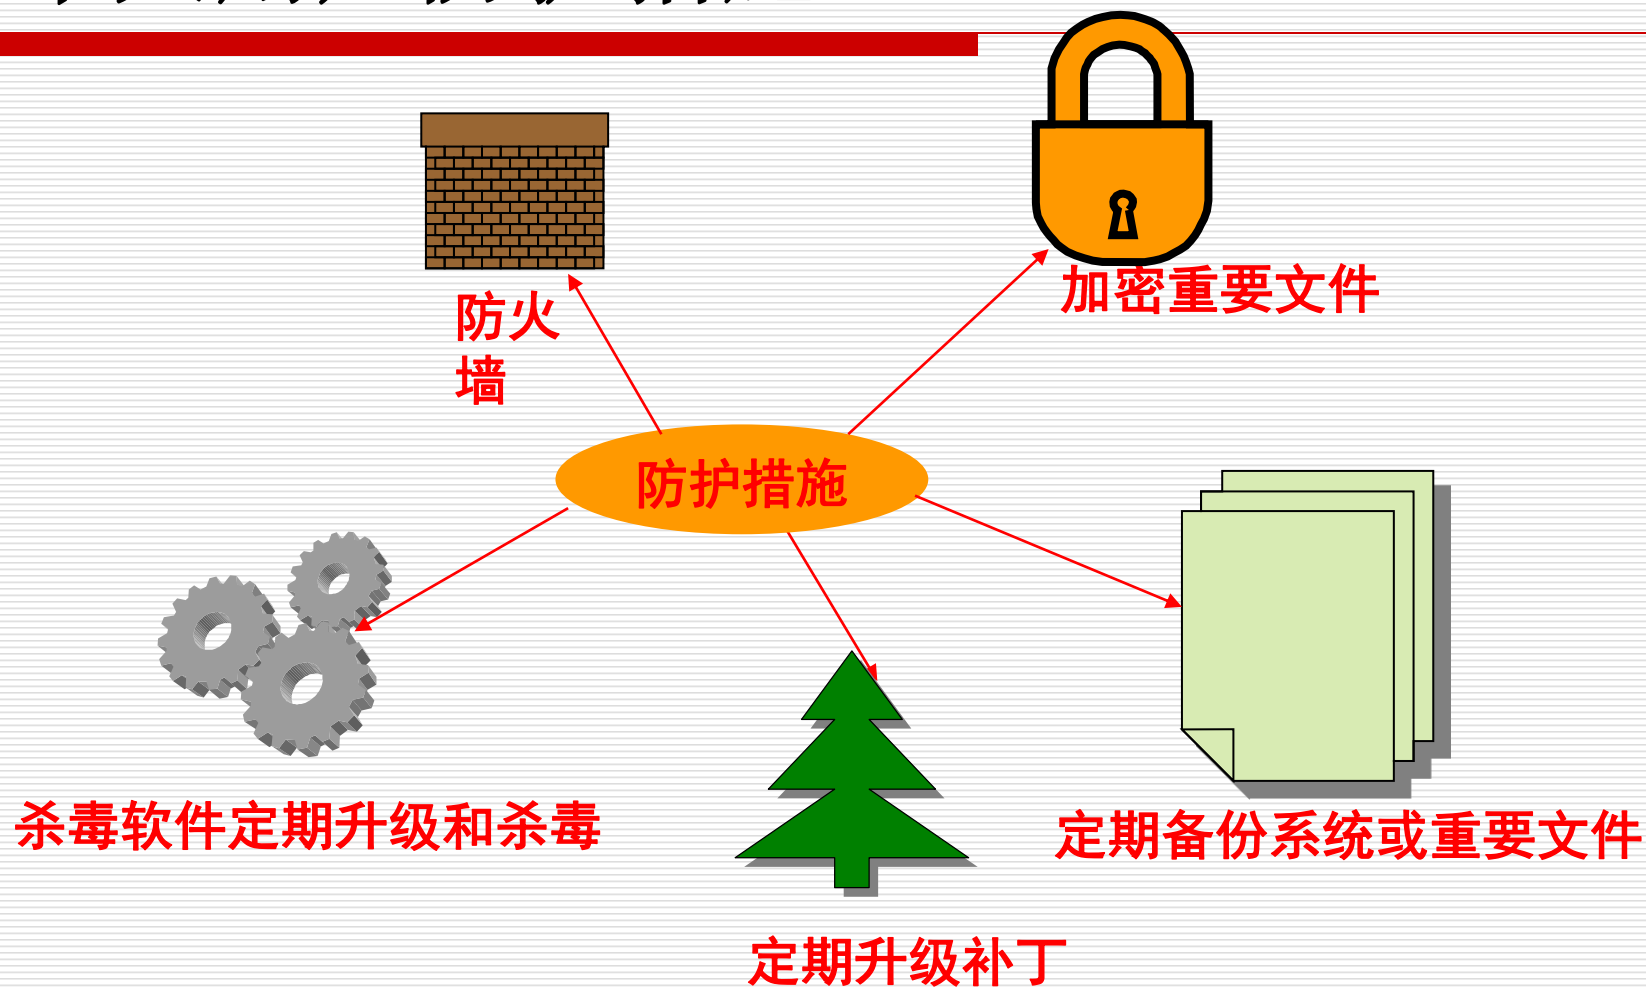 防火
墙
加密重要文件
防护措施
杀毒软件定期升级和杀毒
定期备份系统或重要文件
定期升级补丁